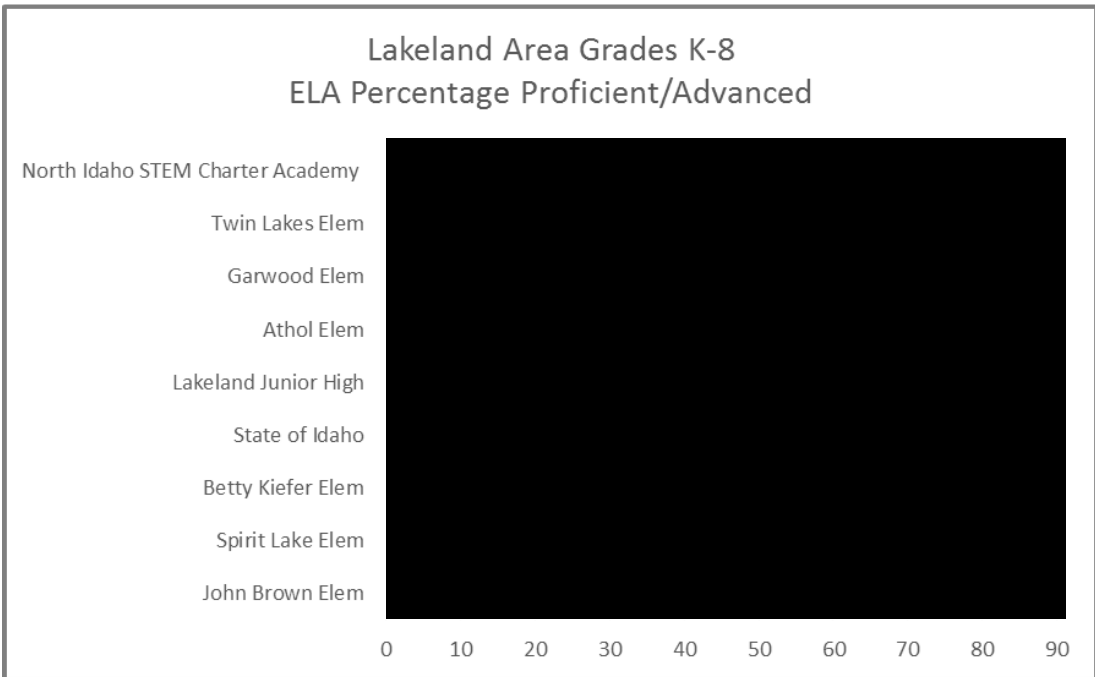 Lakeland Area Grades K-8
ELA Percentage Proficient/Advanced
North Idaho STEM Charter Academy
Twin Lakes Elem
Garwood Elem
Athol Elem
Lakeland Junior High
State of Idaho
Betty Kiefer Elem
Spirit Lake Elem
John Brown Elem
0 10 20 30 40 50 60 70 80 90